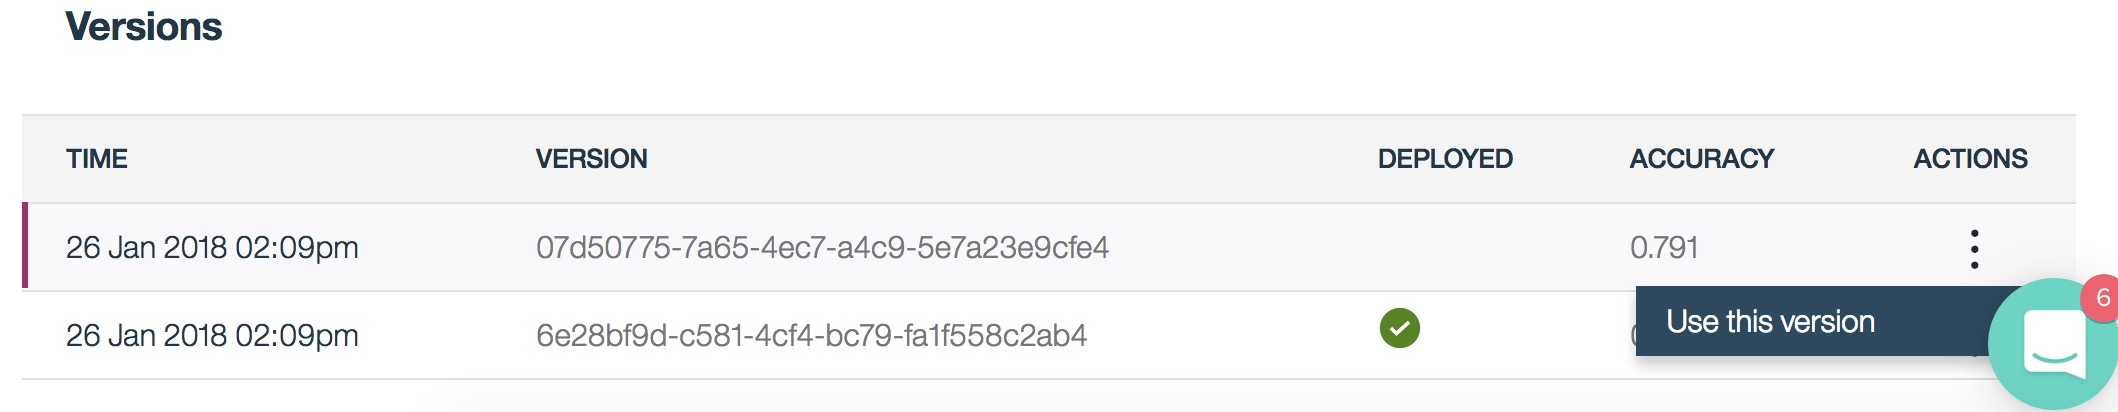 Versions
TIME VERSION DEPLOYED ACCURACY ACTIONS
26 Jan 2018 02:09pm 07d50775-7a65-4ec7-a4c9-5e7a23e9cfe4 0.791
26 Jan 2018 02:09pm 6e28bf9d-c581-4cf4-bc79-fa1f558c2ab4
Use this version
6